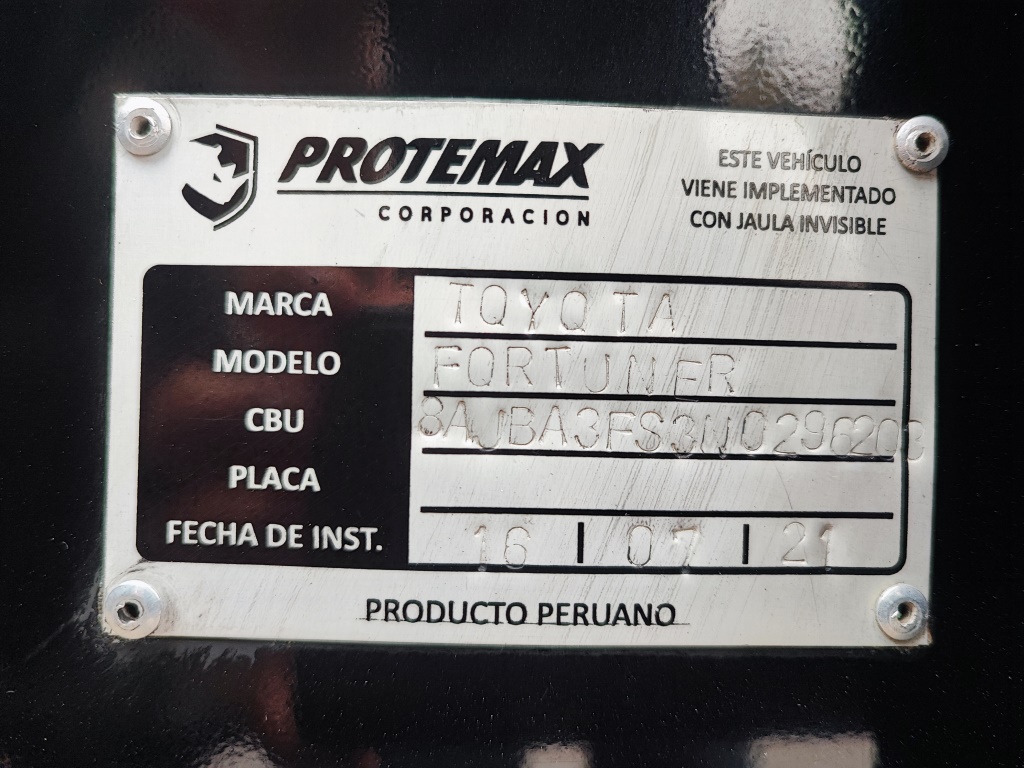 PROTEMAX
CORPORACION
ESTE VEHÍCULO
VIENE IMPLEMENTADO
CON JAULA INVISIBLE
MARCA TOYOTA
MODELO FORTUNER
CBU 8AJBA3FS3N0296203
PLACA
FECHA DE INST. 16 | 07 | 21
PRODUCTO PERUANO